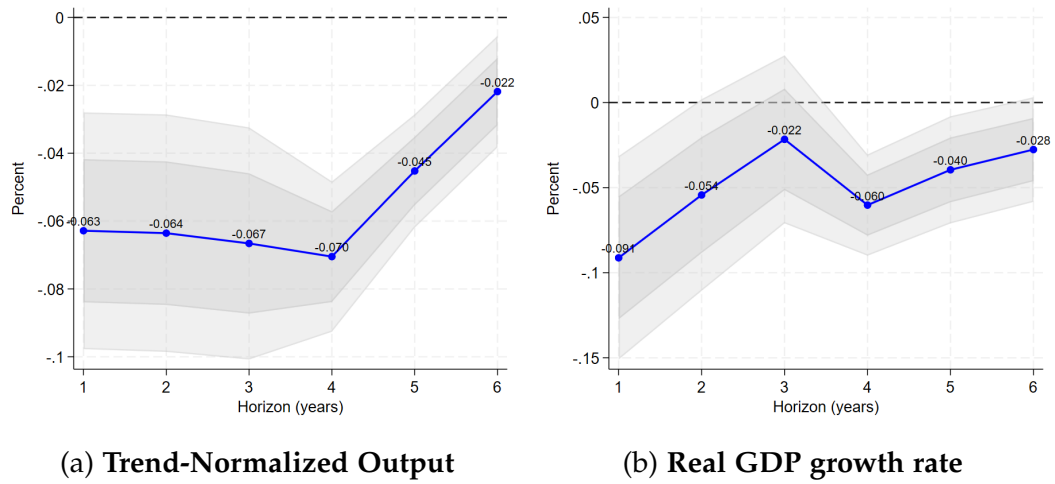 0
-.02
-.04
-.06
-.08
-.1
Percent
-0.063
-0.064
-0.067
-0.070
-0.045
-0.022
1 2 3 4 5 6
Horizon (years)
(a) Trend-Normalized Output
.05
0
-.05
-.1
-.15
Percent
-0.091
-0.054
-0.022
-0.060
-0.040
-0.028
1 2 3 4 5 6
Horizon (years)
(b) Real GDP growth rate